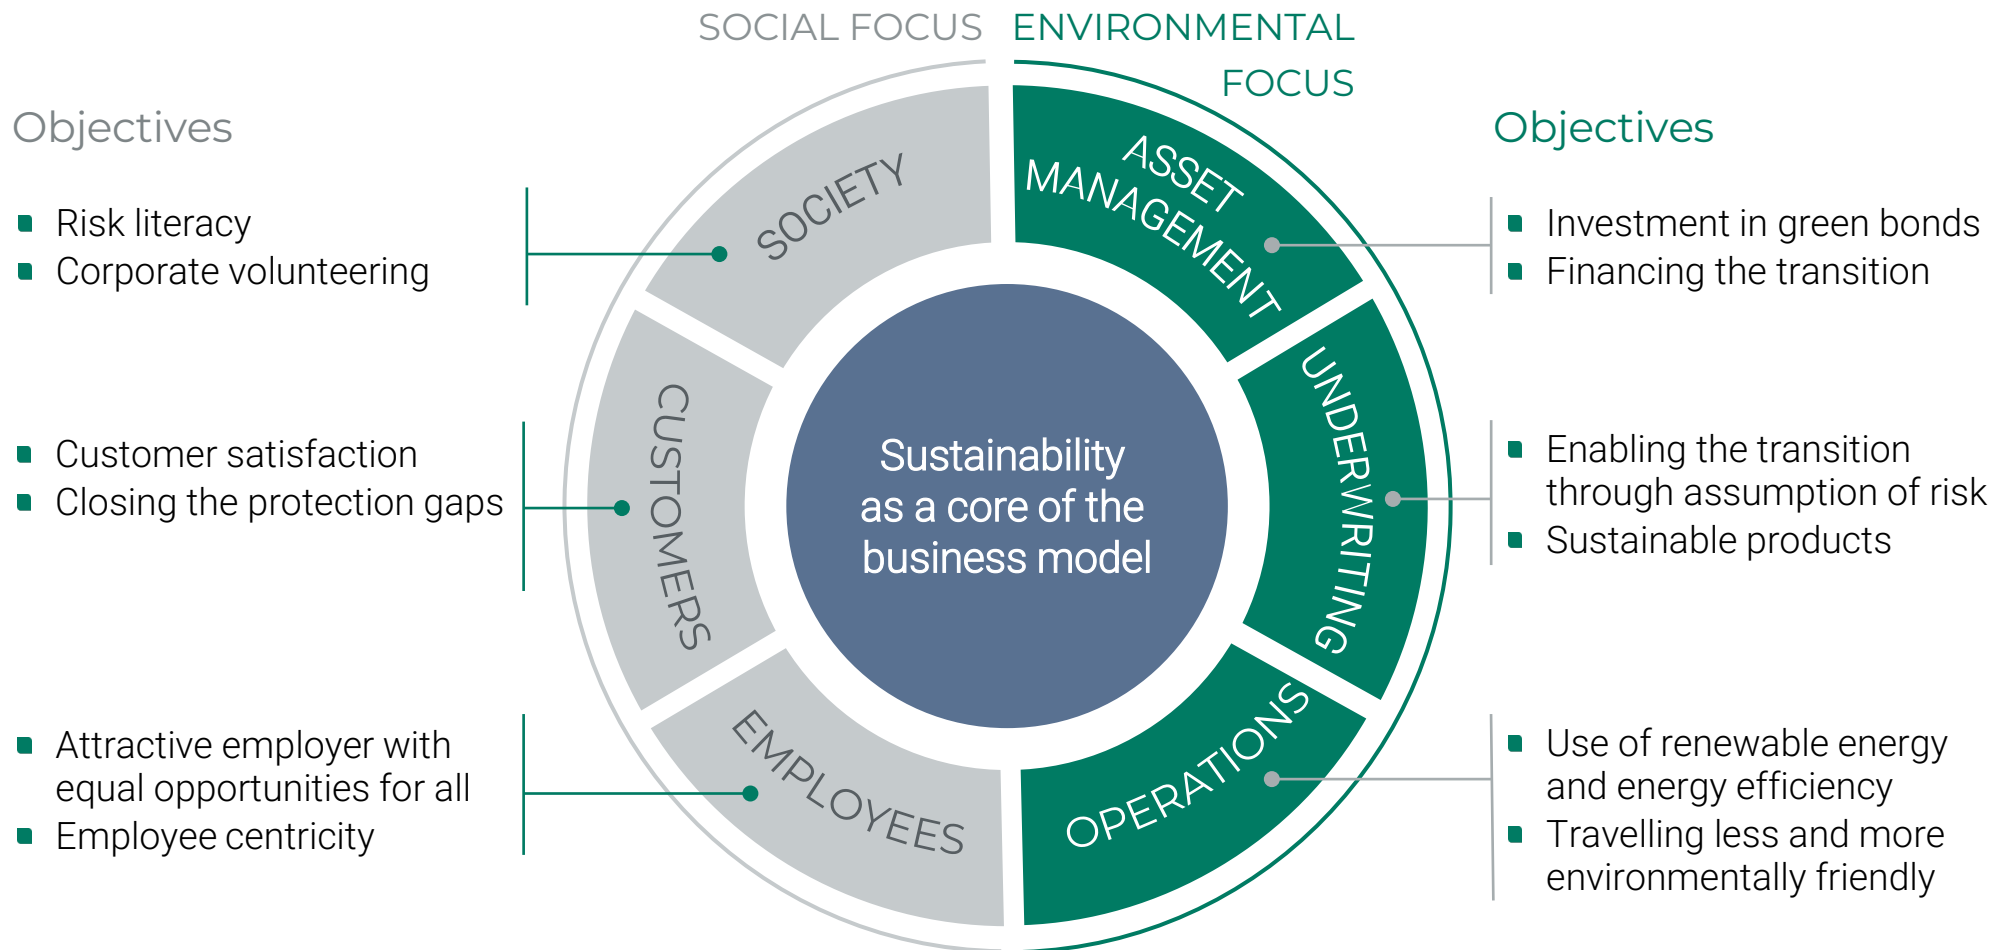 SOCIAL FOCUS
ENVIRONMENTAL
FOCUS
Objectives
Risk literacy
Corporate volunteering
Customer satisfaction
Closing the protection gaps
Attractive employer with
equal opportunities for all
Employee centricity
SOCIETY
CUSTOMERS
EMPLOYEES
Sustainability
as a core of the
business model
ASSET
MANAGEMENT
UNDERWRITING
OPERATIONS
Objectives
Investment in green bonds
Financing the transition
Enabling the transition
through assumption of risk
Sustainable products
Use of renewable energy
and energy efficiency
Travelling less and more
environmentally friendly